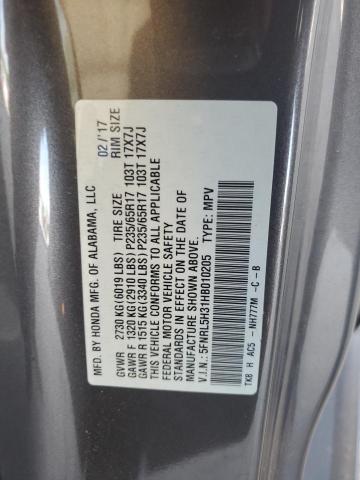 MFD. BY HONDA MFG. OF ALABAMA, LLC 02/'17
GVWR 2730 KG(6019 LBS) TIRE SIZE RIM SIZE
GAWR F 1320 KG(2910 LBS) P235/65R17 103T 17X7J
GAWR R 1515 KG(3340 LBS) P235/65R17 103T 17X7J
THIS VEHICLE CONFORMS TO ALL APPLICABLE
FEDERAL MOTOR VEHICLE SAFETY
STANDARDS IN EFFECT ON THE DATE OF
MANUFACTURE SHOWN ABOVE.
V.I.N.: 5FNRL5H31HB010205 TYPE: MPV
TK8 H AC5 - NH777M -C -B